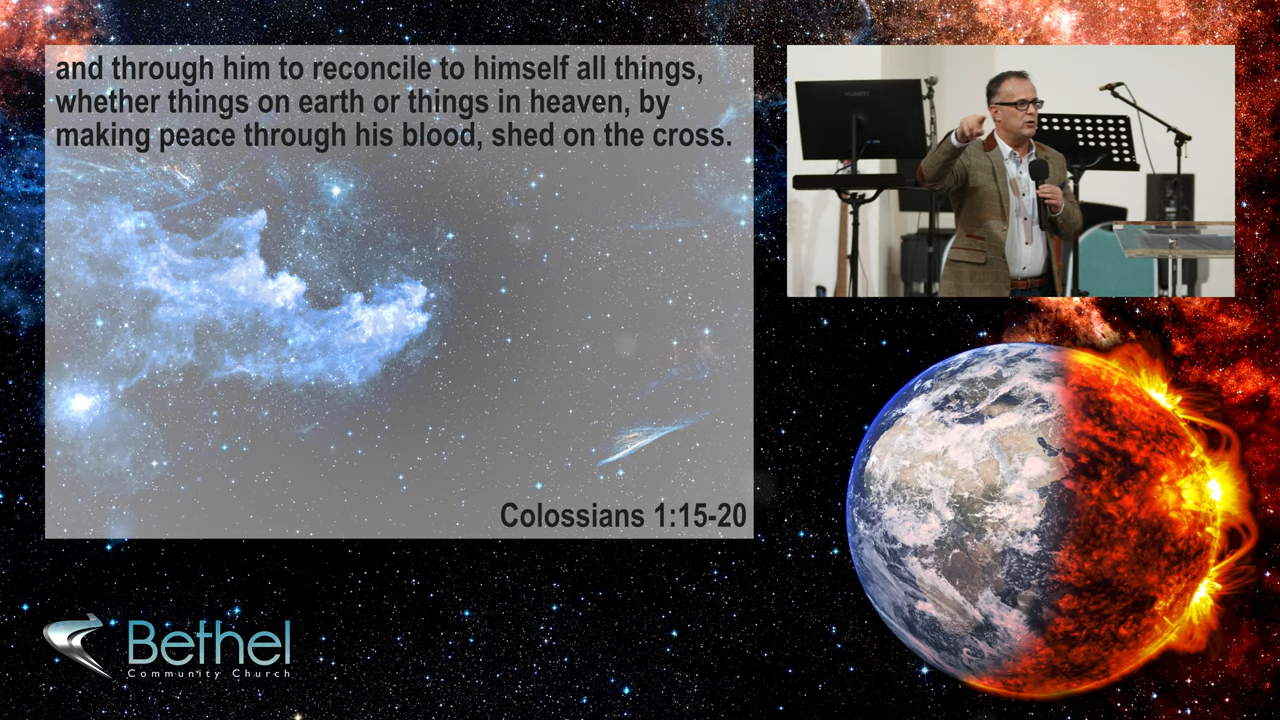 and through him to reconcile to himself all things,
whether things on earth or things in heaven, by
making peace through his blood, shed on the cross.
Colossians 1:15-20
HUAWEI
Bethel
Community Church